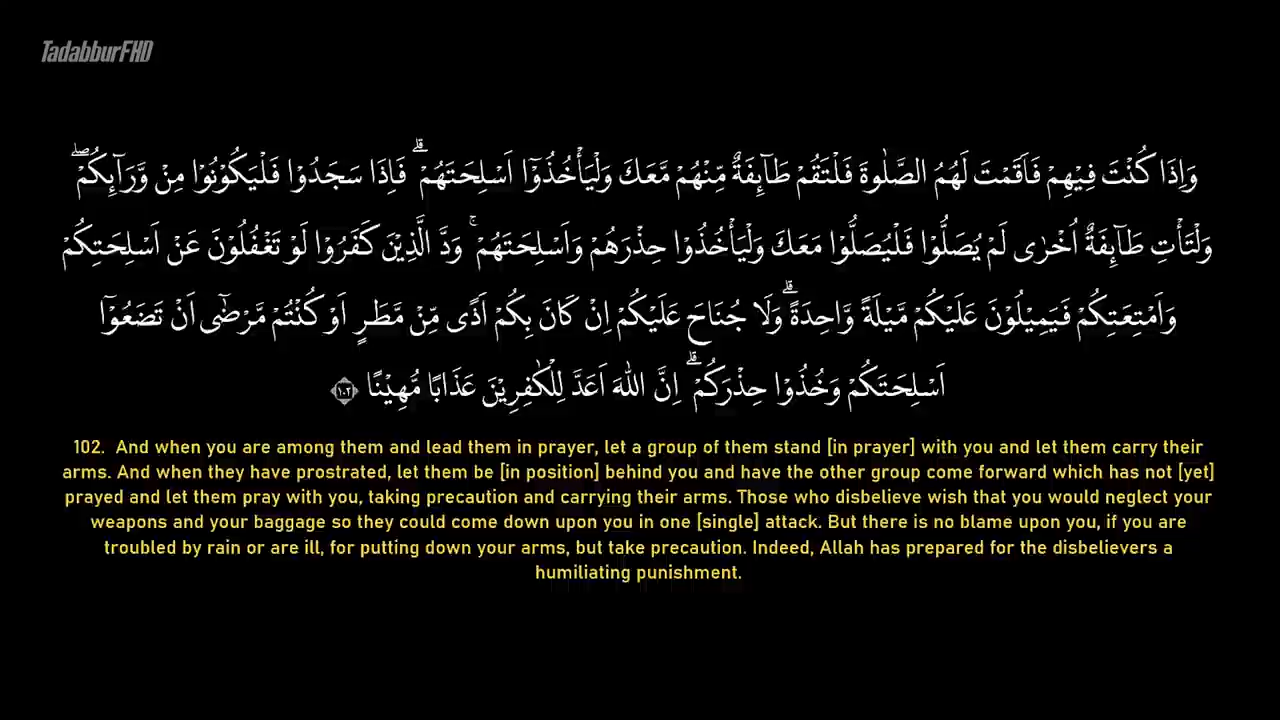 TadabburFHD
وَاِذَا كُنْتَ فِيْهِمْ فَاَقَمْتَ لَهُمُ الصَّلٰوةَ فَلْتَقُمْ طَآئِفَةٌ مِّنْهُمْ مَّعَكَ وَلْيَأْخُذُوْٓا اَسْلِحَتَهُمْ ۗ فَاِذَا سَجَدُوْا فَلْيَكُوْنُوْا مِنْ وَّرَآئِكُمْ ۖ
وَلْتَأْتِ طَآئِفَةٌ اُخْرٰى لَمْ يُصَلُّوْا فَلْيُصَلُّوْا مَعَكَ وَلْيَأْخُذُوْا حِذْرَهُمْ وَاَسْلِحَتَهُمْ ۚ وَدَّ الَّذِيْنَ كَفَرُوْا لَوْ تَغْفُلُوْنَ عَنْ اَسْلِحَتِكُمْ
وَاَمْتِعَتِكُمْ فَيَمِيْلُوْنَ عَلَيْكُمْ مَّيْلَةً وَّاحِدَةً ۗ وَلَا جُنَاحَ عَلَيْكُمْ اِنْ كَانَ بِكُمْ اَذًى مِّنْ مَّطَرٍ اَوْ كُنْتُمْ مَّرْضٰٓى اَنْ تَضَعُوْٓا
اَسْلِحَتَكُمْ وَخُذُوْا حِذْرَكُمْ ۗ اِنَّ اللّٰهَ اَعَدَّ لِلْكٰفِرِيْنَ عَذَابًا مُّهِيْنًا ١٠٢
102. And when you are among them and lead them in prayer, let a group of them stand [in prayer] with you and let them carry their
arms. And when they have prostrated, let them be [in position] behind you and have the other group come forward which has not [yet]
prayed and let them pray with you, taking precaution and carrying their arms. Those who disbelieve wish that you would neglect your
weapons and your baggage so they could come down upon you in one [single] attack. But there is no blame upon you, if you are
troubled by rain or are ill, for putting down your arms, but take precaution. Indeed, Allah has prepared for the disbelievers a
humiliating punishment.